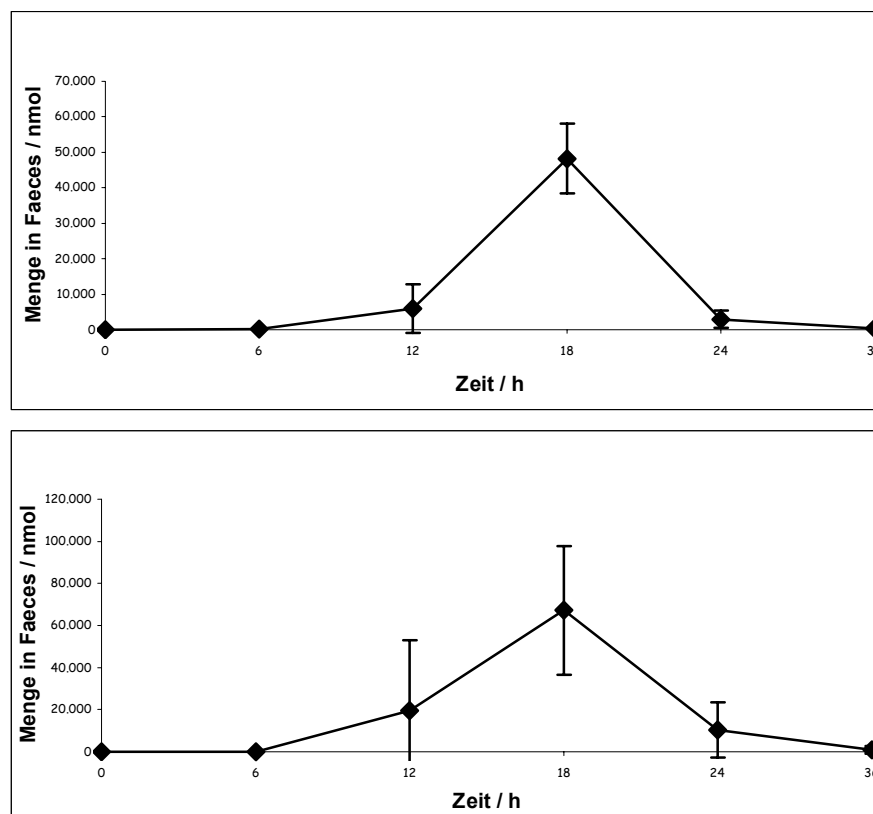 Menge in Faeces / nmol
70,000
60,000
50,000
40,000
30,000
20,000
10,000
0
0 6 12 18 24 3
Zeit / h
Menge in Faeces / nmol
120,000
100,000
80,000
60,000
40,000
20,000
0
0 6 12 18 24
Zeit / h